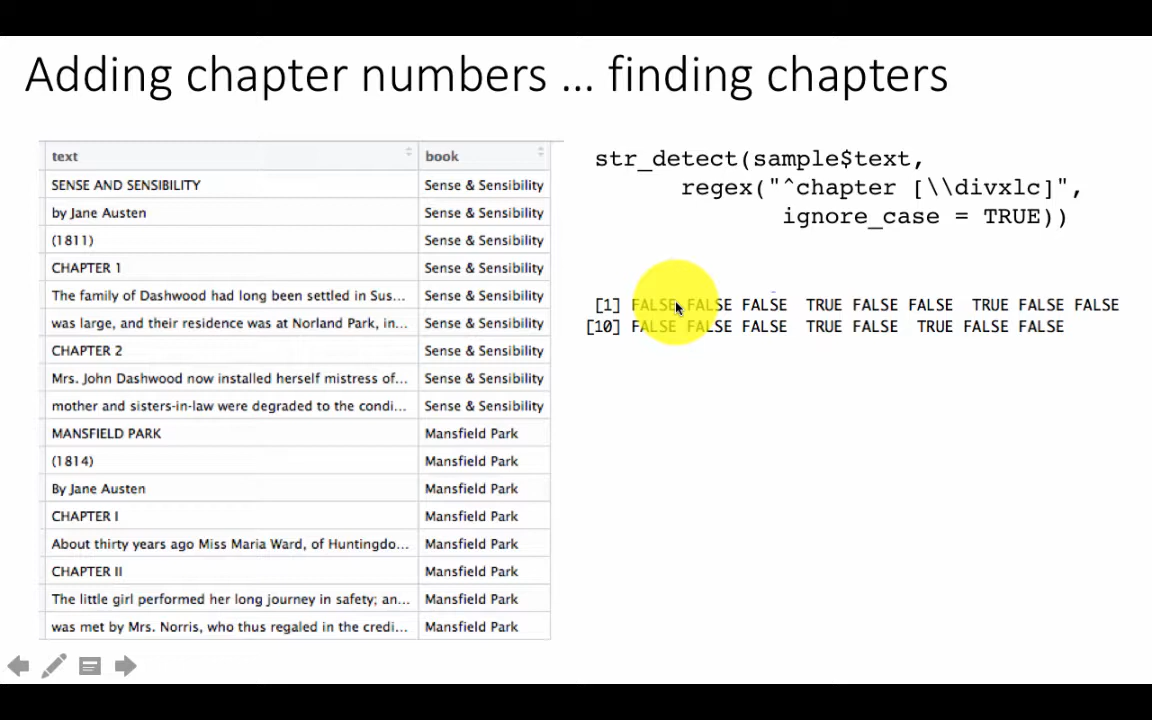 Adding chapter numbers ... finding chapters
text book
SENSE AND SENSIBILITY Sense & Sensibility
by Jane Austen Sense & Sensibility
(1811) Sense & Sensibility
CHAPTER 1 Sense & Sensibility
The family of Dashwood had long been settled in Sus... Sense & Sensibility
was large, and their residence was at Norland Park, in... Sense & Sensibility
CHAPTER 2 Sense & Sensibility
Mrs. John Dashwood now installed herself mistress of... Sense & Sensibility
mother and sisters-in-law were degraded to the condi... Sense & Sensibility
MANSFIELD PARK Mansfield Park
(1814) Mansfield Park
By Jane Austen Mansfield Park
CHAPTER I Mansfield Park
About thirty years ago Miss Maria Ward, of Huntingdo... Mansfield Park
CHAPTER II Mansfield Park
The little girl performed her long journey in safety; an... Mansfield Park
was met by Mrs. Norris, who thus regaled in the credi... Mansfield Park
str_detect(sample$text,
regex("^chapter [\\divxlc]",
ignore_case = TRUE))
[1] FALSE FALSE FALSE TRUE FALSE FALSE TRUE FALSE FALSE
[10] FALSE FALSE FALSE TRUE FALSE TRUE FALSE FALSE